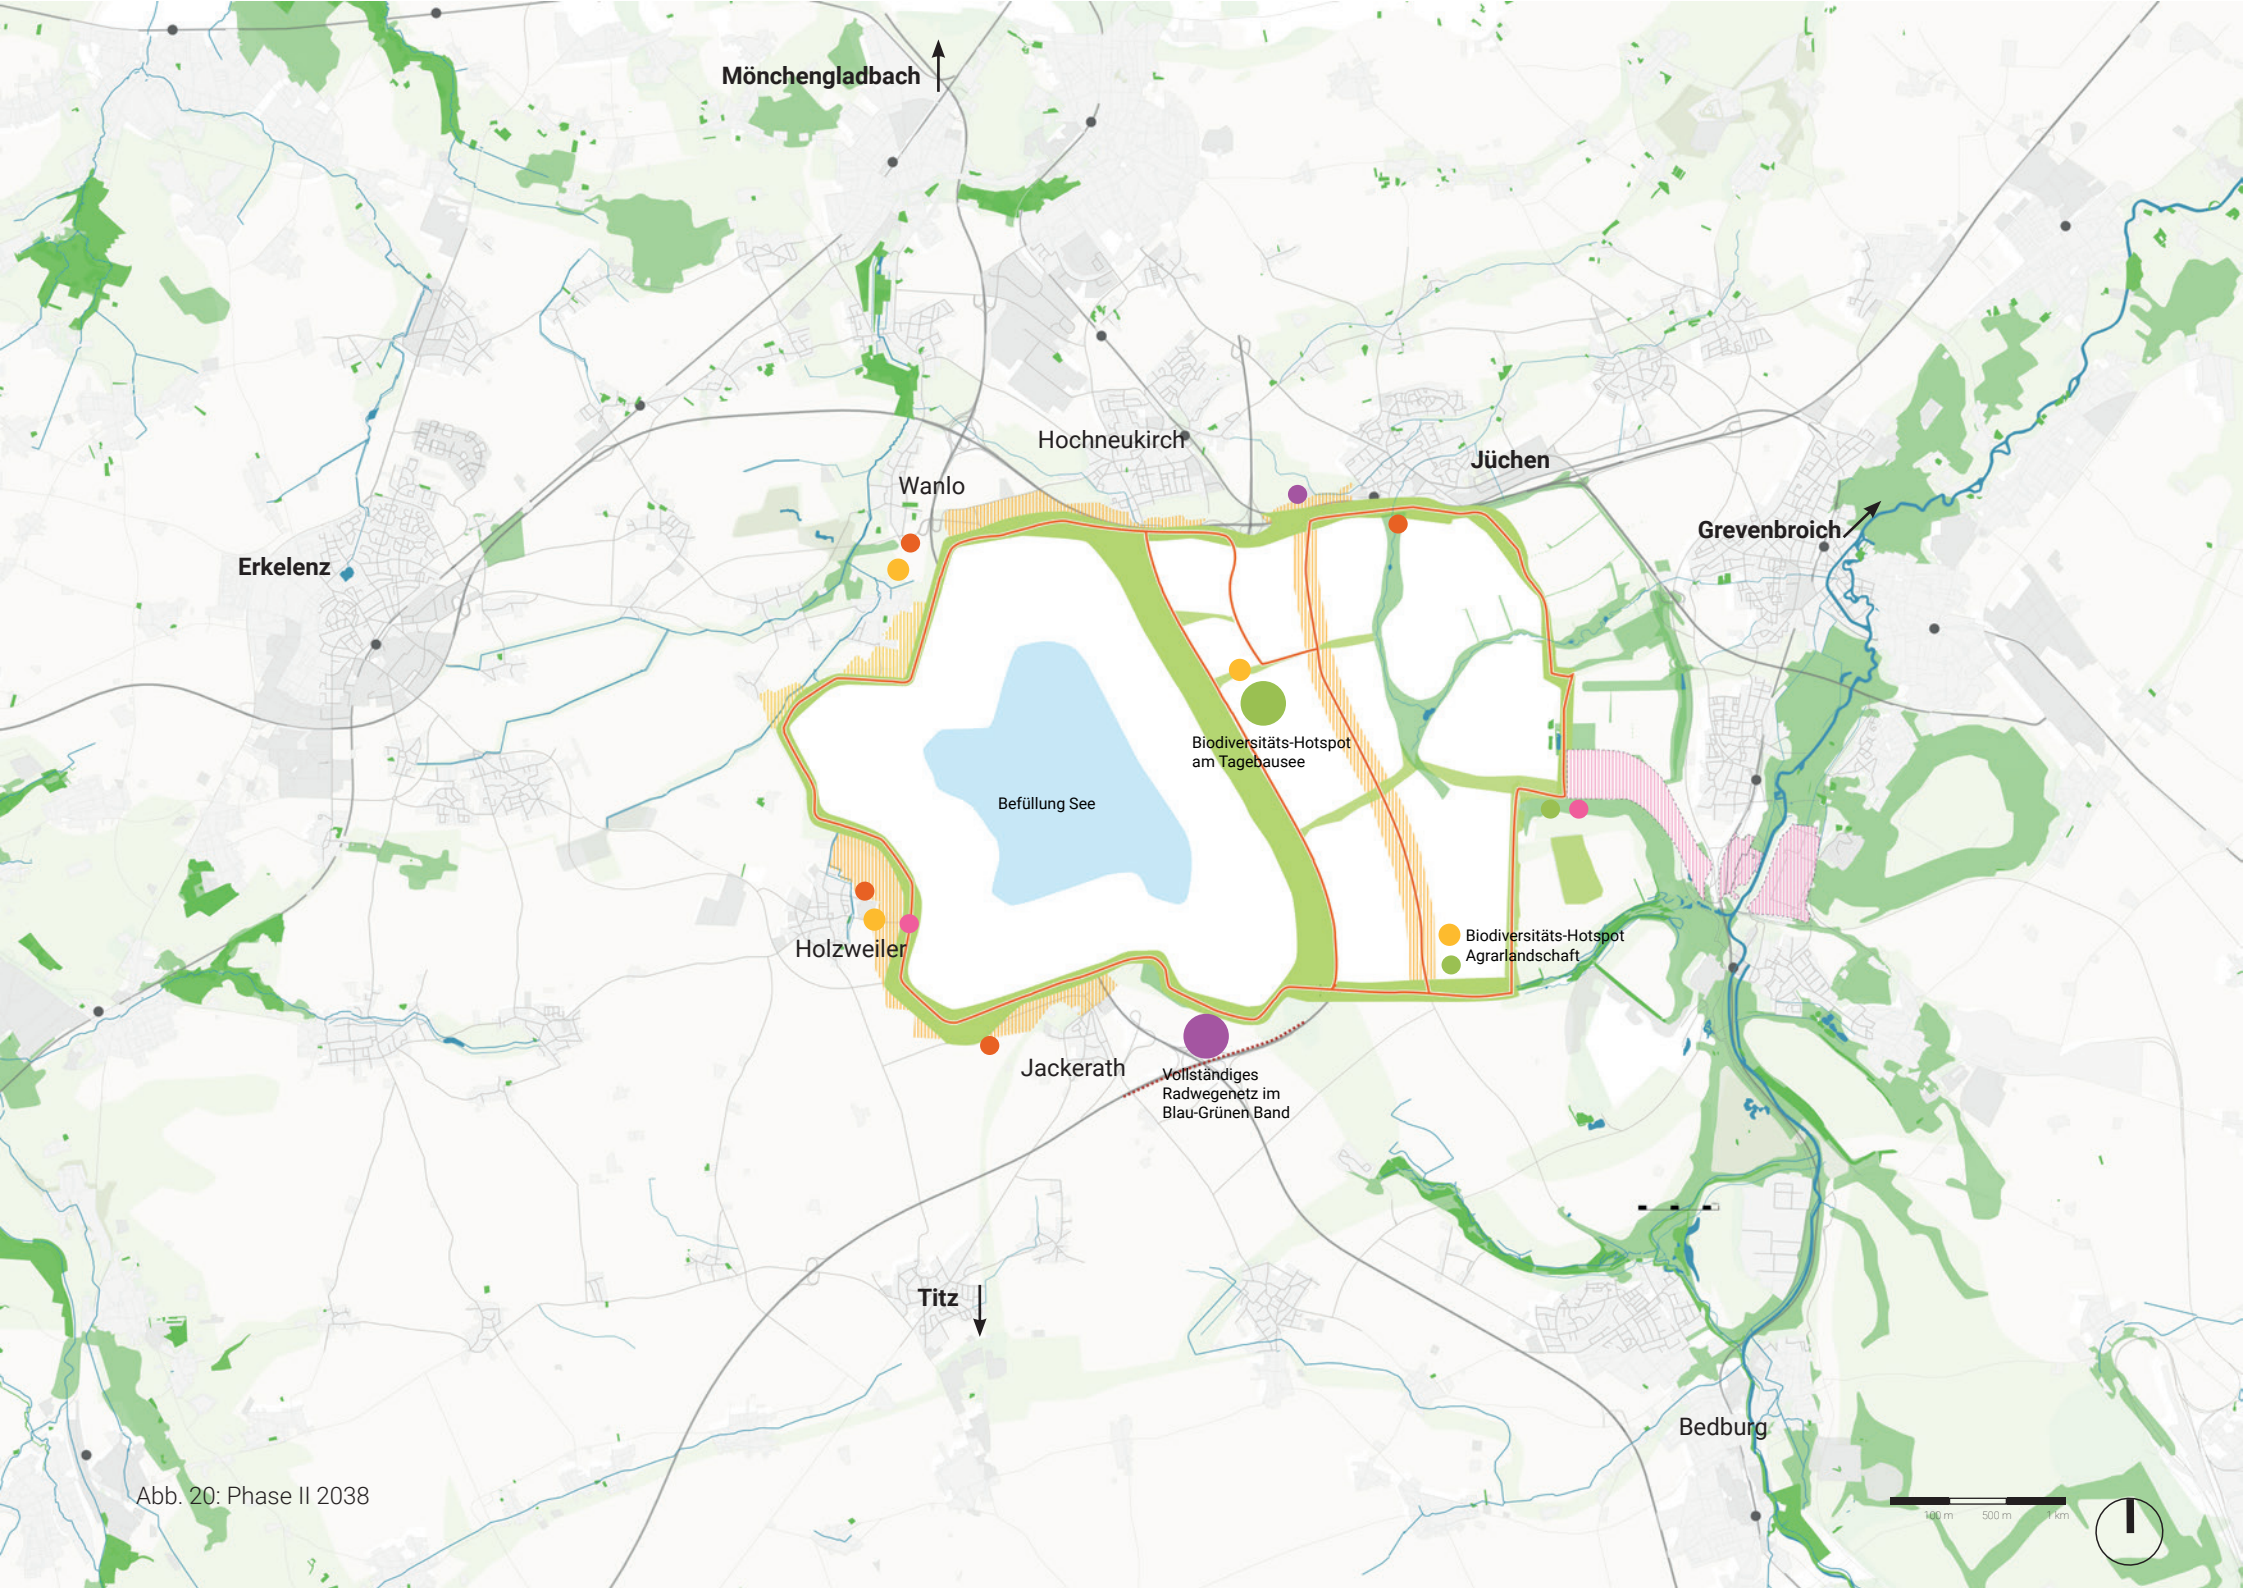 Mönchengladbach
Hochneukirch
Jüchen
Wanlo
Grevenbroich
Erkelenz
Biodiversitäts-Hotspot
am Tagebausee
Befüllung See
Biodiversitäts-Hotspot
Agrarlandschaft
Holzweiler
Jackerath
Vollständiges
Radwegenetz im
Blau-Grünen Band
Titz
Bedburg
Abb. 20: Phase II 2038
100 m 500 m 1 km